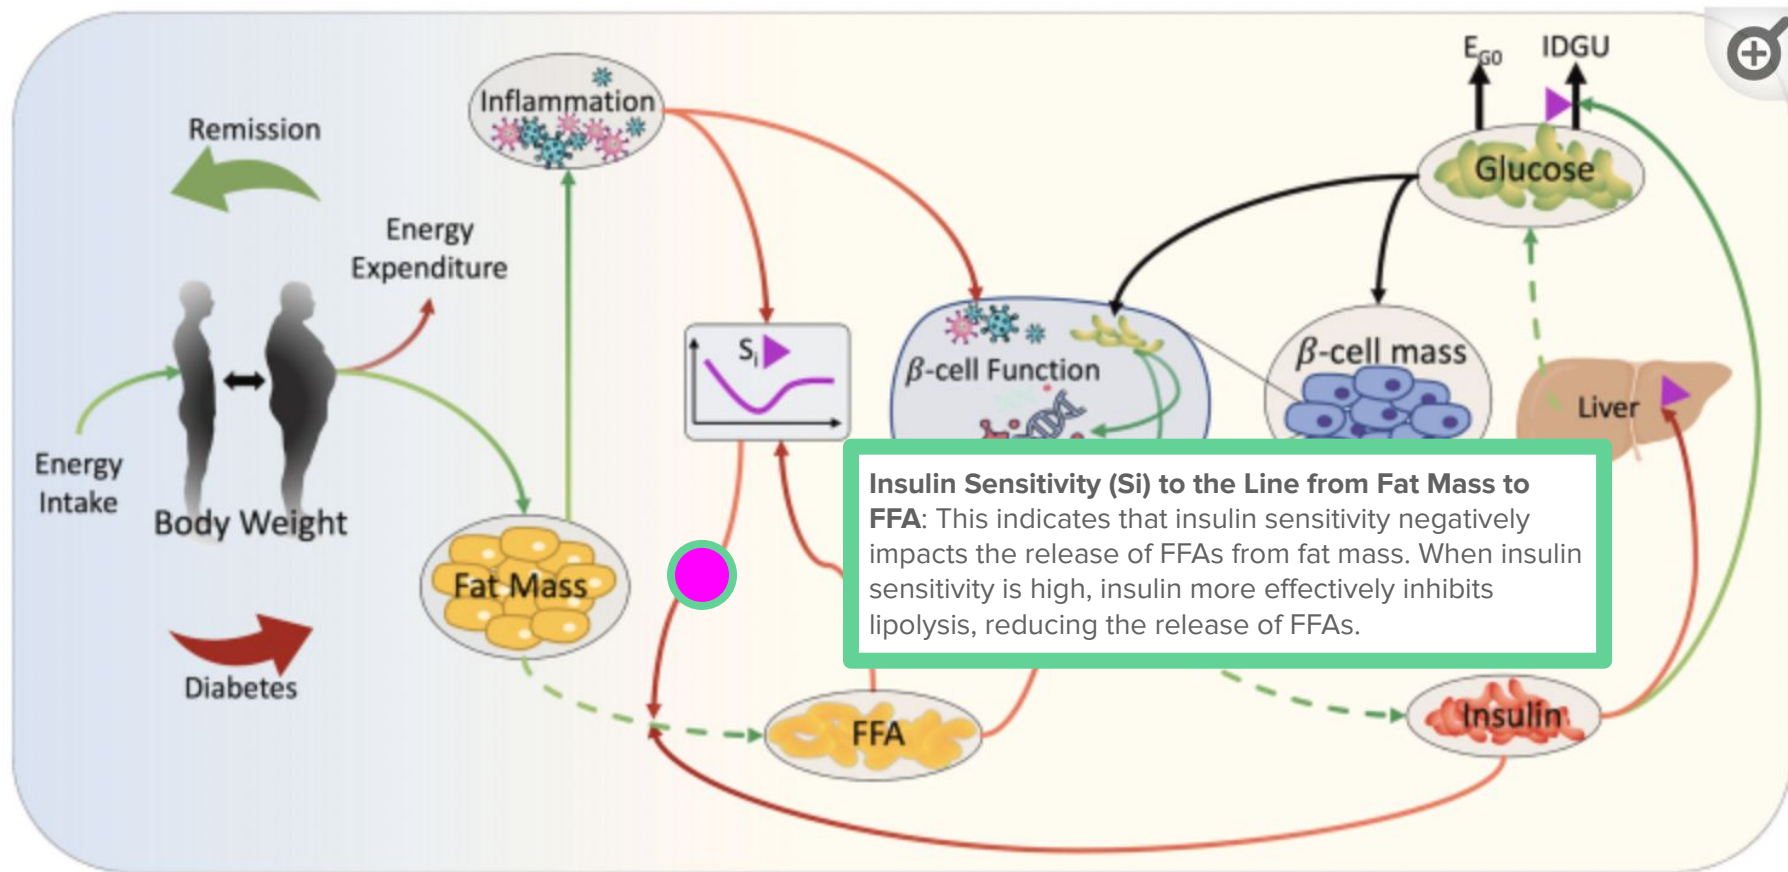 Remission
Energy
Expenditure
Energy
Intake
Body Weight
Diabetes
Inflammation
Fat Mass
Si
β-cell Function
β-cell mass
EG0
IDGU
Glucose
Liver
Insulin Sensitivity (Si) to the Line from Fat Mass to
FFA: This indicates that insulin sensitivity negatively
impacts the release of FFAs from fat mass. When insulin
sensitivity is high, insulin more effectively inhibits
lipolysis, reducing the release of FFAs.
FFA
Insulin